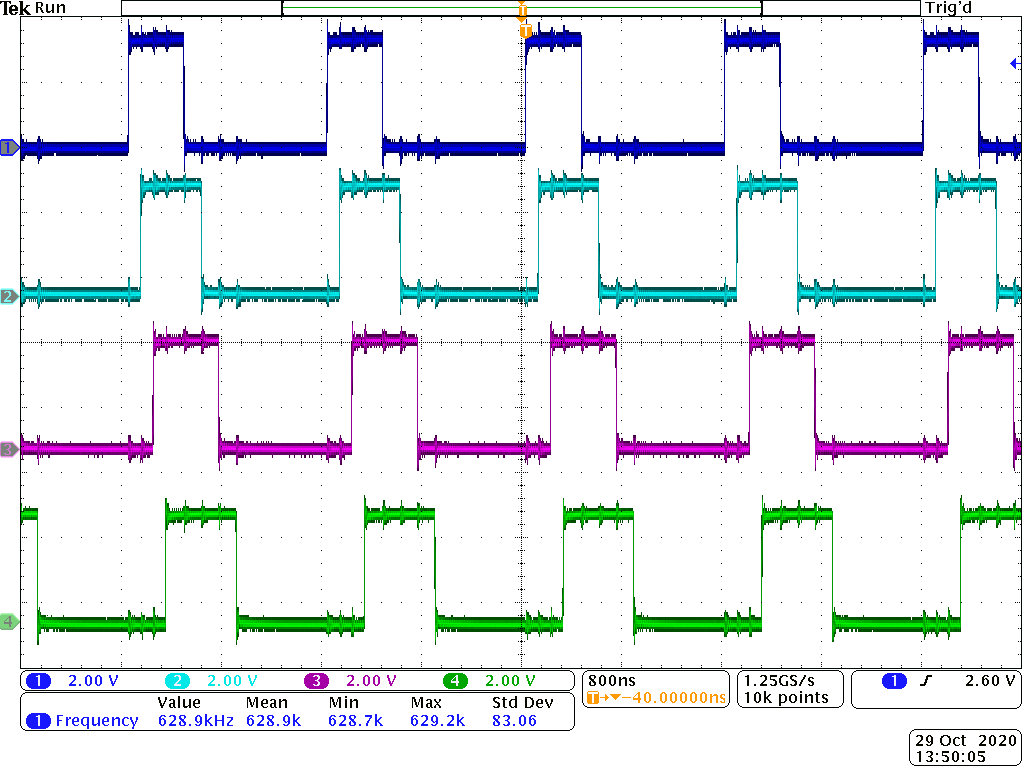 Tek Run Trig'd
T
T
1
2
3
4
1 2.00 V 2 2.00 V 3 2.00 V 4 2.00 V
800ns
T→▼−40.00000ns
1.25GS/s
10k points
1 ʃ 2.60 V
Value Mean Min Max Std Dev
1 Frequency 628.9kHz 628.9k 628.7k 629.2k 83.06
29 Oct 2020
13:50:05